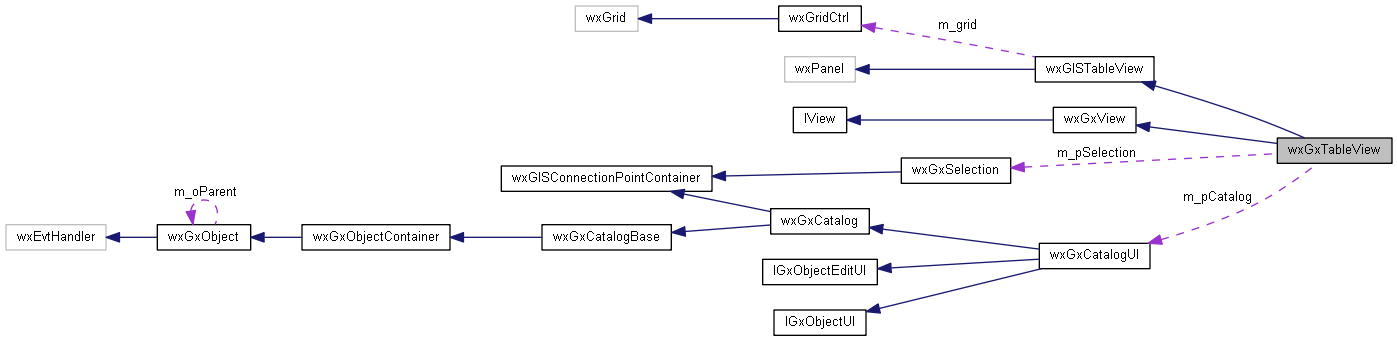 wxGrid
wxGridCtrl
m_grid
wxPanel
wxGISTableView
IView
wxGxView
wxGxTableView
m_pSelection
wxGISConnectionPointContainer
wxGxSelection
m_oParent
m_pCatalog
wxEvtHandler
wxGxObject
wxGxObjectContainer
wxGxCatalogBase
wxGxCatalog
wxGxCatalogUI
IGxObjectEditUI
IGxObjectUI